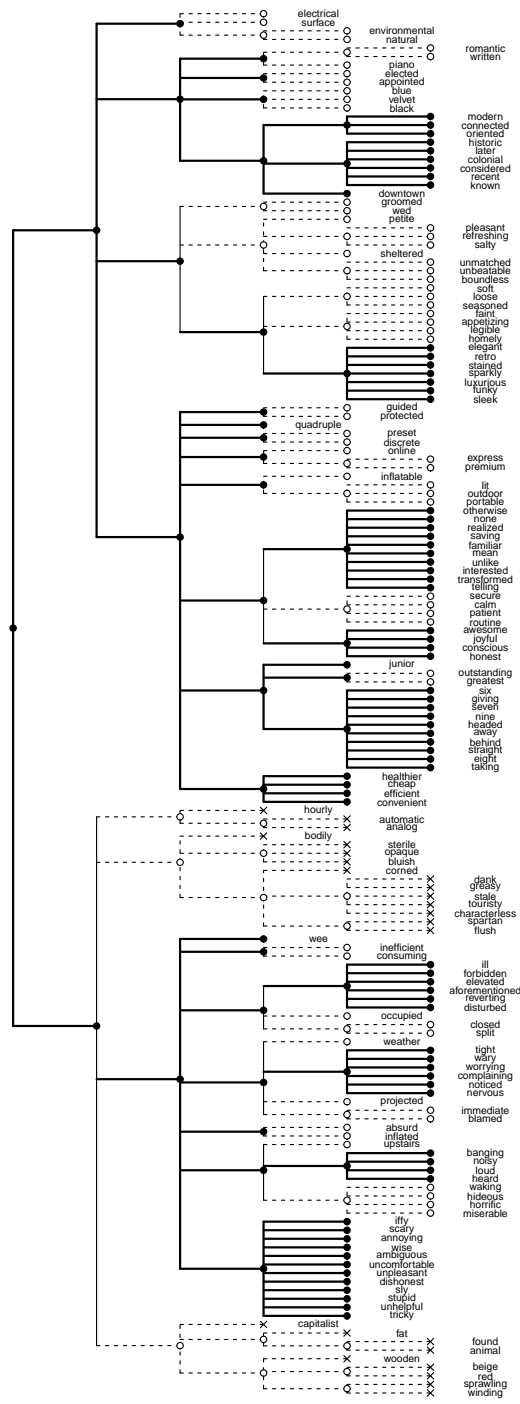 electrical
surface
environmental
natural
romantic
written
piano
elected
appointed
blue
velvet
black
modern
connected
oriented
historic
later
colonial
considered
recent
known
downtown
groomed
wed
petite
pleasant
refreshing
salty
sheltered
unmatched
unbeatable
boundless
soft
loose
seasoned
faint
appetizing
legible
homely
elegant
retro
stained
sparkly
luxurious
funky
sleek
guided
protected
quadruple
preset
discrete
online
express
premium
inflatable
lit
outdoor
portable
otherwise
none
realized
saving
familiar
mean
unlike
interested
transformed
telling
secure
calm
patient
routine
awesome
joyful
conscious
honest
junior
outstanding
greatest
six
giving
seven
nine
headed
away
behind
straight
eight
taking
healthier
cheap
efficient
convenient
hourly
automatic
analog
bodily
sterile
opaque
bluish
corned
dank
greasy
stale
touristy
characterless
spartan
flush
wee
inefficient
consuming
ill
forbidden
elevated
aforementioned
reverting
disturbed
occupied
closed
split
weather
tight
wary
worrying
complaining
noticed
nervous
projected
immediate
blamed
absurd
inflated
upstairs
banging
noisy
loud
heard
waking
hideous
horrific
miserable
iffy
scary
annoying
wise
ambiguous
uncomfortable
unpleasant
dishonest
sly
stupid
unhelpful
tricky
capitalist
fat
found
animal
wooden
beige
red
sprawling
winding